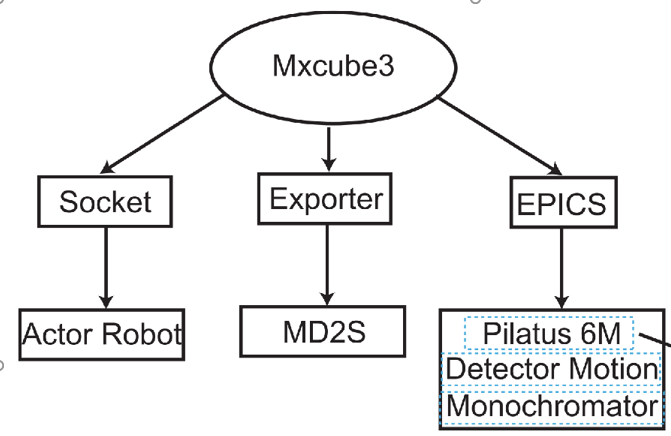 Mxcube3
Socket
Exporter
EPICS
Actor Robot
MD2S
Pilatus 6M
Detector Motion
Monochromator